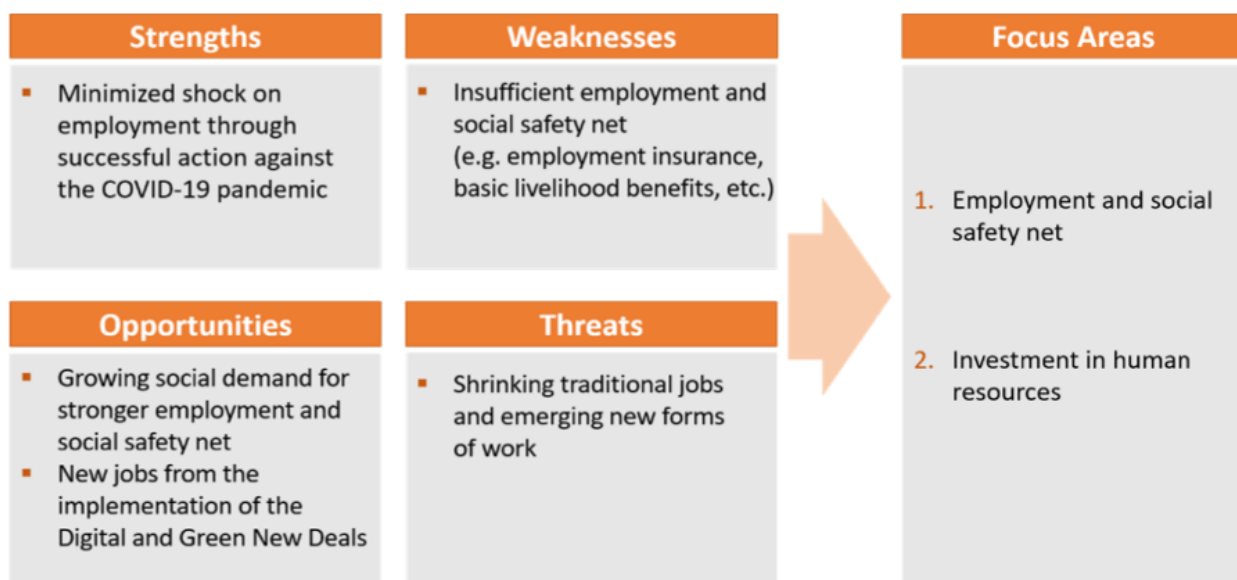 Strengths
▪ Minimized shock on
employment through
successful action against
the COVID-19 pandemic
Weaknesses
▪ Insufficient employment and
social safety net
(e.g. employment insurance,
basic livelihood benefits, etc.)
Opportunities
▪ Growing social demand for
stronger employment and
social safety net
▪ New jobs from the
implementation of the
Digital and Green New Deals
Threats
▪ Shrinking traditional jobs
and emerging new forms
of work
Focus Areas
1. Employment and social
safety net
2. Investment in human
resources